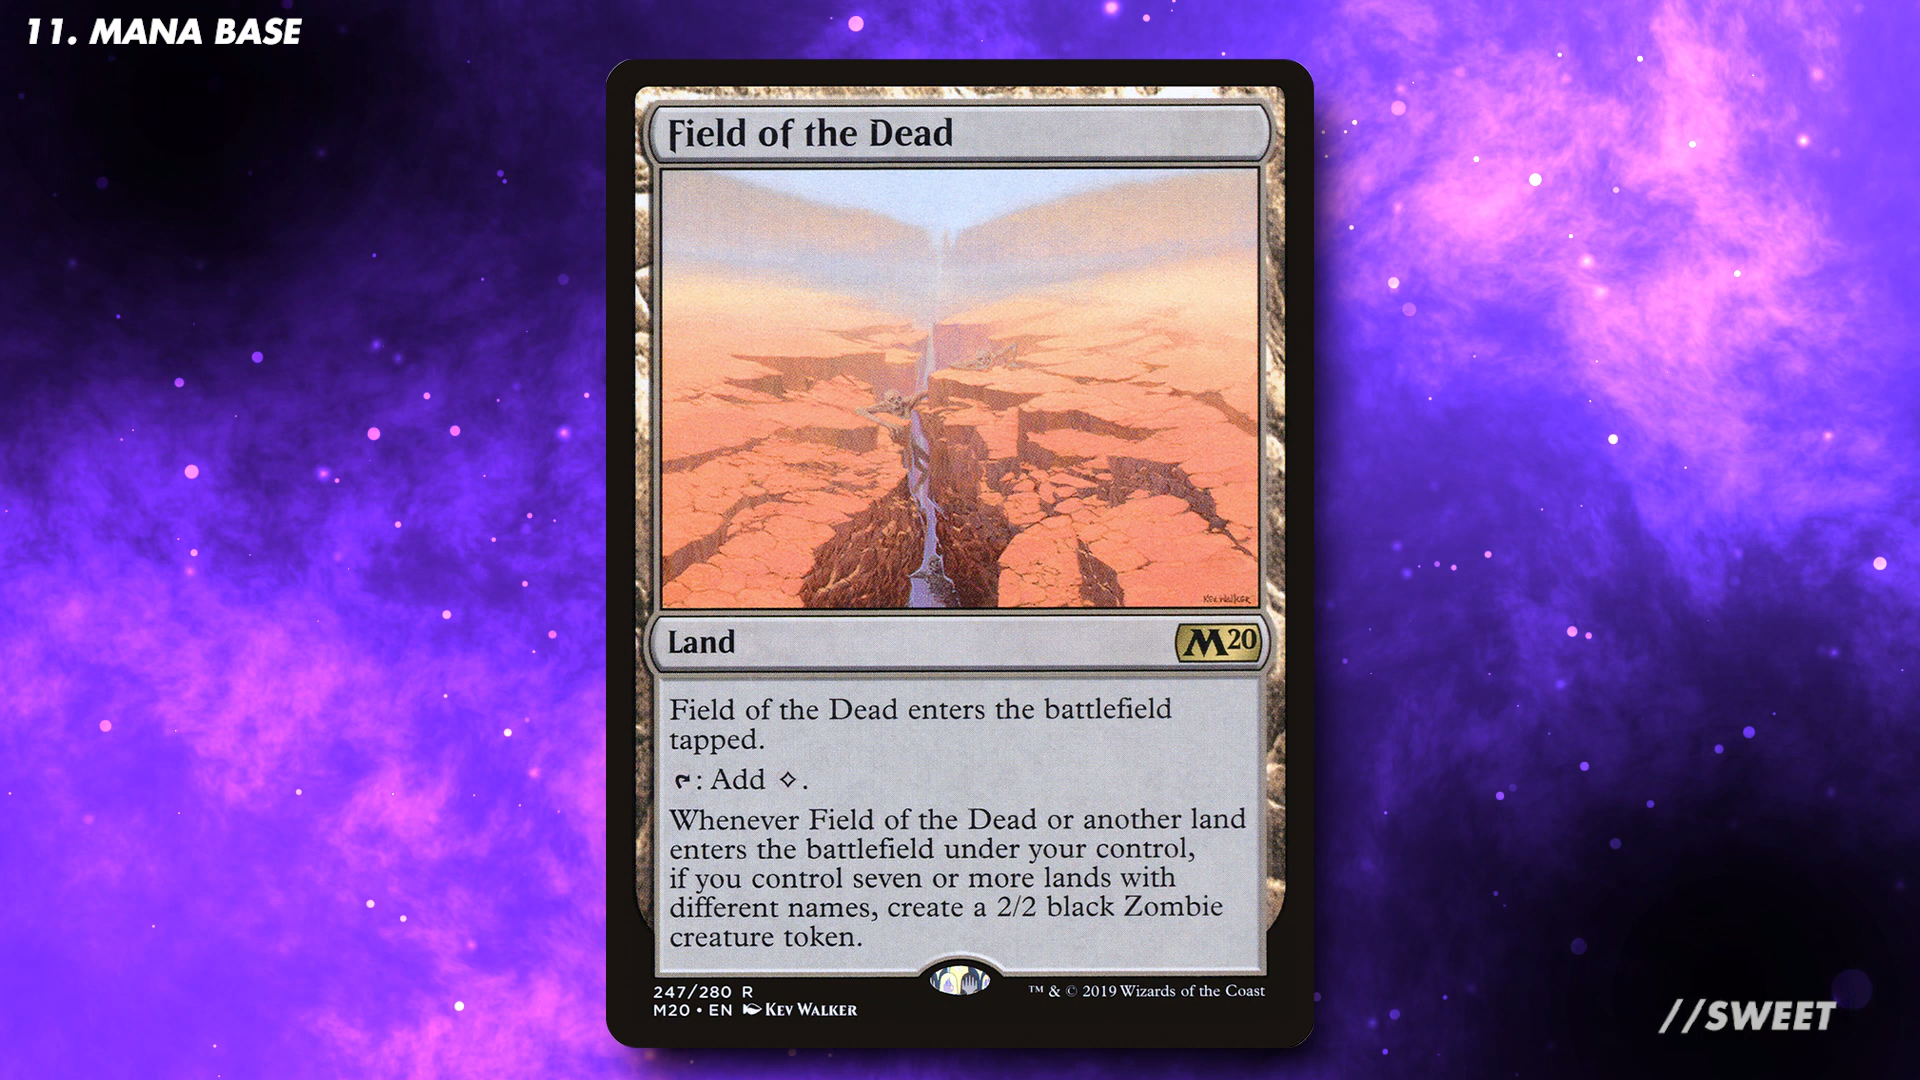 11. MANA BASE
Field of the Dead
Kev Walker
Land
M20
Field of the Dead enters the battlefield
tapped.
: Add .
Whenever Field of the Dead or another land
enters the battlefield under your control,
if you control seven or more lands with
different names, create a 2/2 black Zombie
creature token.
247/280 R
M20 • EN KEV WALKER
™ & © 2019 Wizards of the Coast
//SWEET